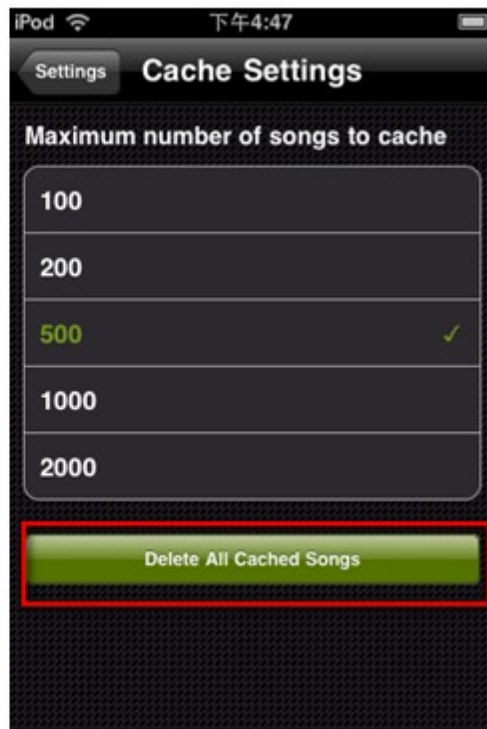 iPod 下午4:47
Settings Cache Settings
Maximum number of songs to cache
100
200
500
1000
2000
Delete All Cached Songs